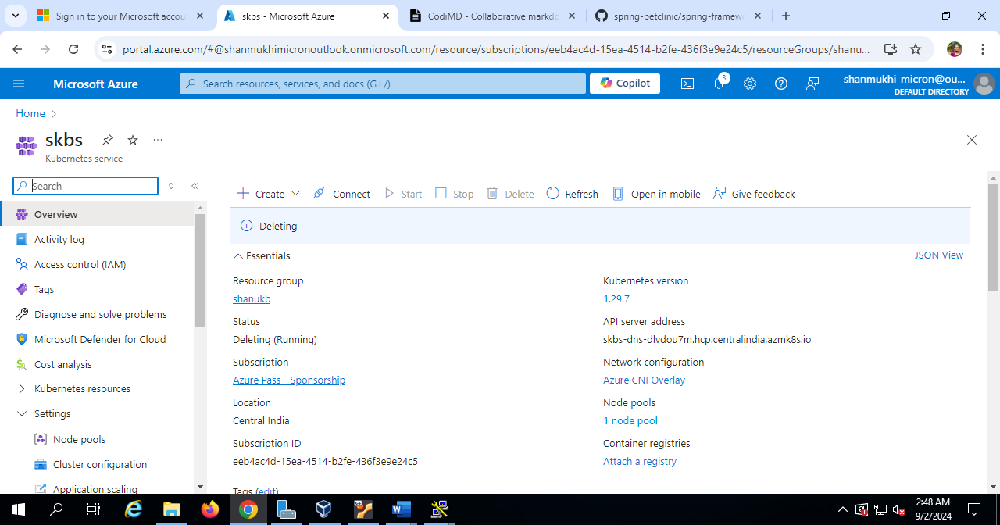 Sign in to your Microsoft accou
skbs - Microsoft Azure
CodiMD - Collaborative markdo
spring-petclinic/spring-framewo
portal.azure.com/#@shanmukhimicronoutlook.onmicrosoft.com/resource/subscriptions/eeb4ac4d-15ea-4514-b2fe-436f3e9e24c5/resourceGroups/shanu...
Microsoft Azure
Search resources, services, and docs (G+/)
Copilot
3
shanmukhi_micron@ou...
DEFAULT DIRECTORY
Home
skbs
Kubernetes service
Search
Create
Connect
Start
Stop
Delete
Refresh
Open in mobile
Give feedback
Overview
Activity log
Access control (IAM)
Tags
Diagnose and solve problems
Microsoft Defender for Cloud
Cost analysis
Kubernetes resources
Settings
Node pools
Cluster configuration
Application scaling
Deleting
Essentials
JSON View
Resource group
shanukb
Status
Deleting (Running)
Subscription
Azure Pass - Sponsorship
Location
Central India
Subscription ID
eeb4ac4d-15ea-4514-b2fe-436f3e9e24c5
Tags (edit)
Kubernetes version
1.29.7
API server address
skbs-dns-dlvdou7m.hcp.centralindia.azmk8s.io
Network configuration
Azure CNI Overlay
Node pools
1 node pool
Container registries
Attach a registry
2:48 AM
9/2/2024